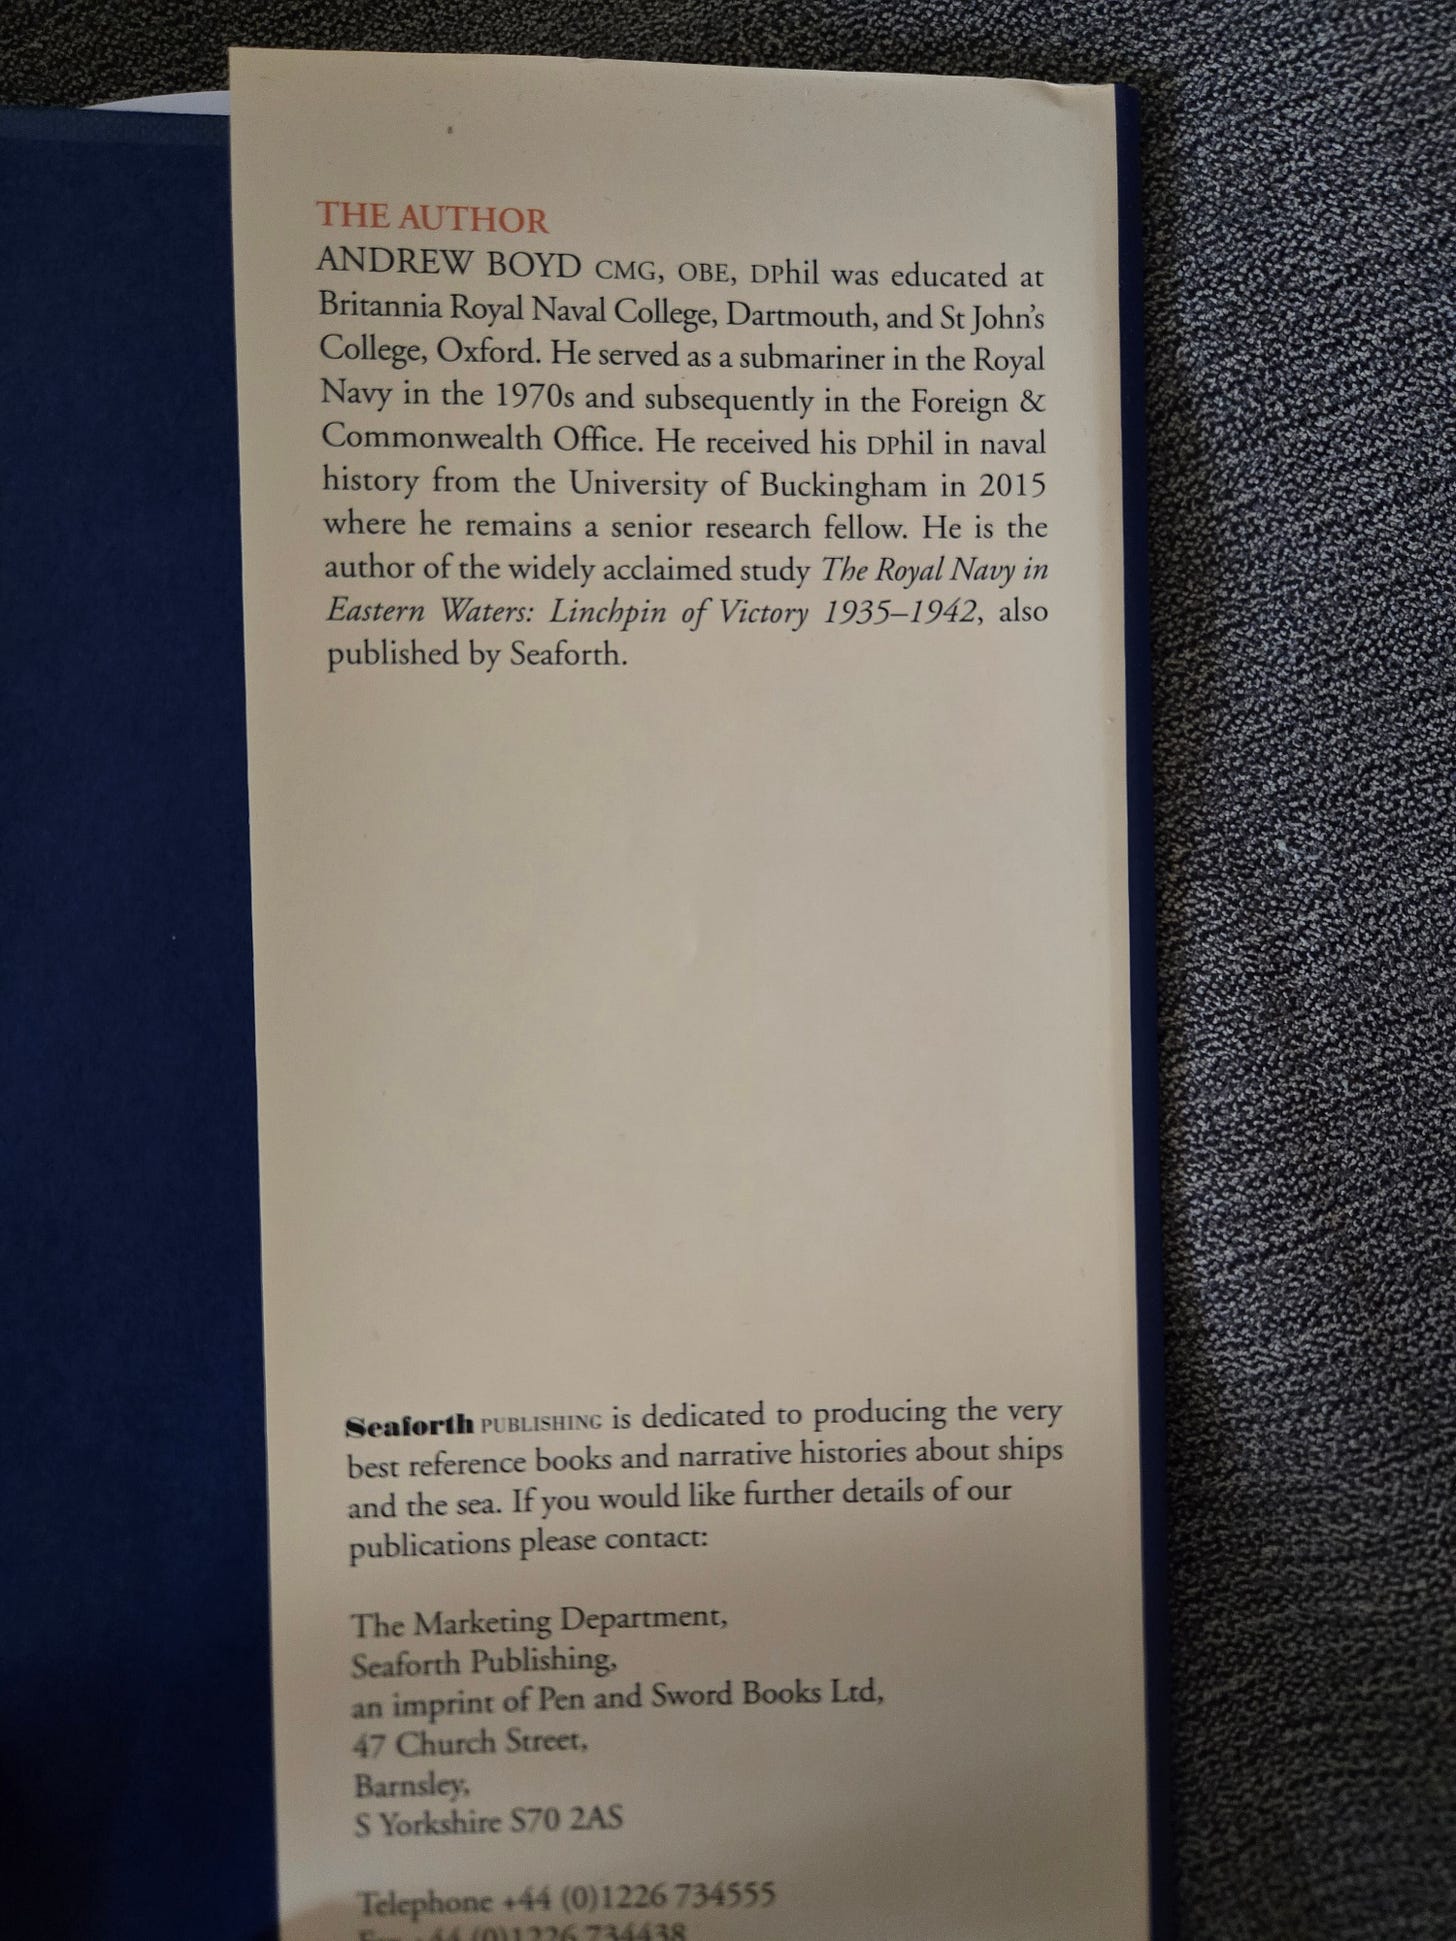 THE AUTHOR
ANDREW BOYD CMG, OBE, DPhil was educated at
Britannia Royal Naval College, Dartmouth, and St John's
College, Oxford. He served as a submariner in the Royal
Navy in the 1970s and subsequently in the Foreign &
Commonwealth Office. He received his DPhil in naval
history from the University of Buckingham in 2015
where he remains a senior research fellow. He is the
author of the widely acclaimed study The Royal Navy in
Eastern Waters: Linchpin of Victory 1935–1942, also
published by Seaforth.
Seaforth PUBLISHING is dedicated to producing the very
best reference books and narrative histories about ships
and the sea. If you would like further details of our
publications please contact:
The Marketing Department,
Seaforth Publishing,
an imprint of Pen and Sword Books Ltd,
47 Church Street,
Barnsley,
S Yorkshire S70 2AS
Telephone +44 (0)1226 734555
Fax +44 (0)1226 734438